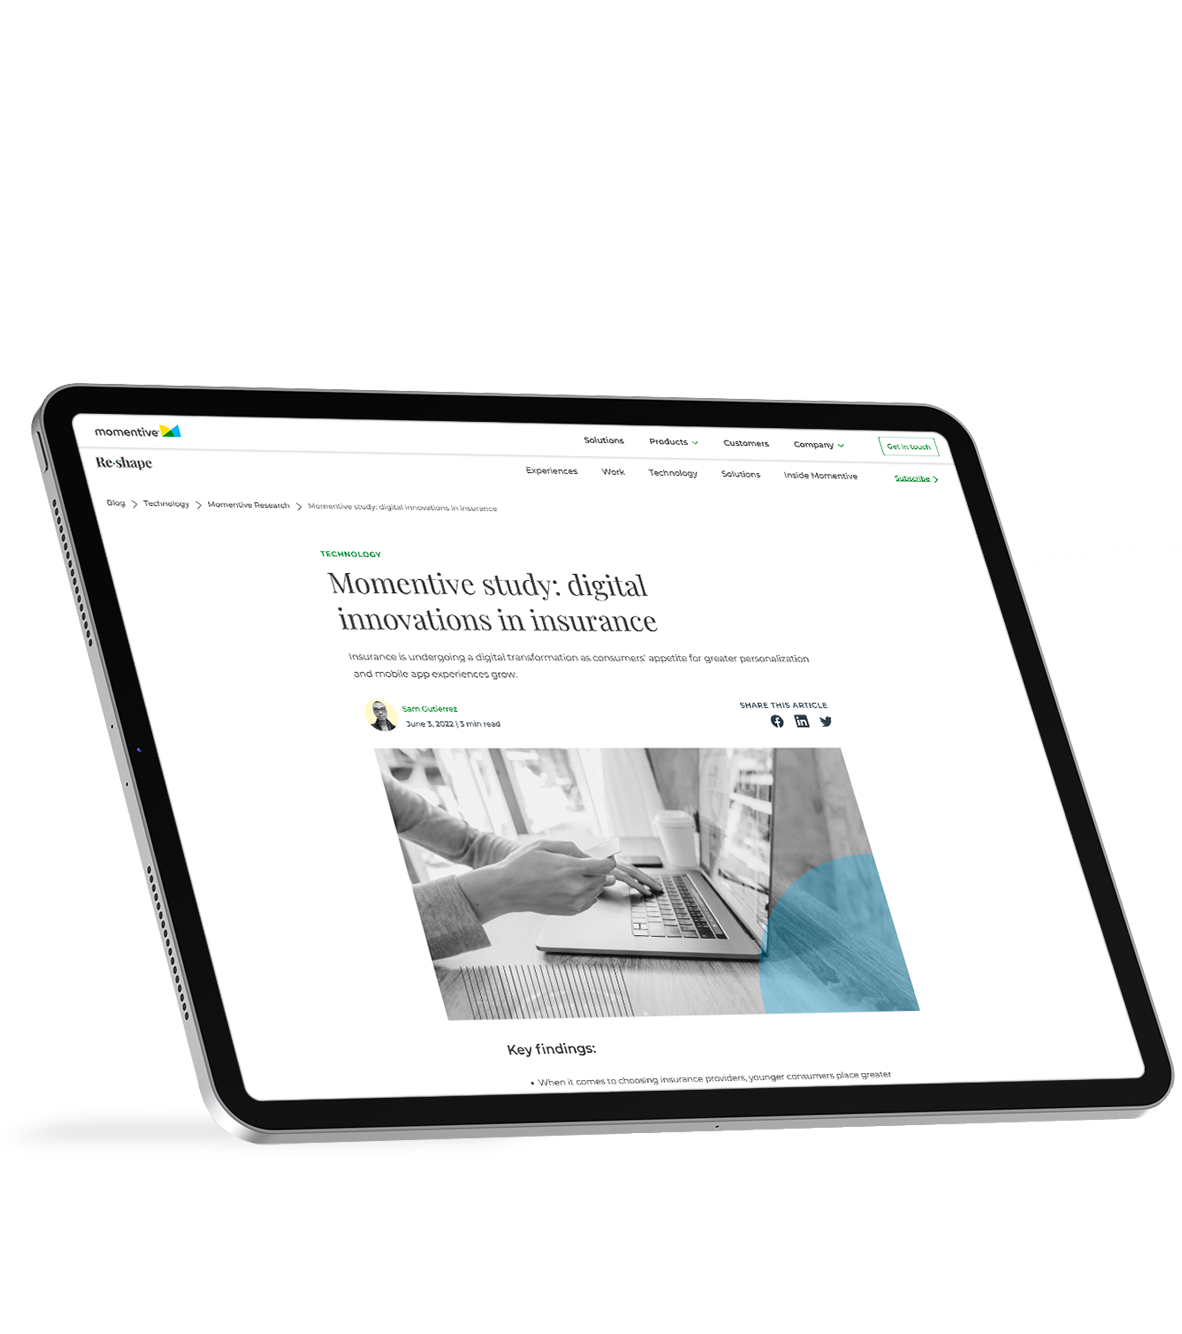 momentive
Solutions Products Customers Company Get in touch
Re:shape
Experiences Work Technology Solutions Inside Momentive Subscribe
Blog > Technology > Momentive Research > Momentive study: digital innovations in insurance
TECHNOLOGY
Momentive study: digital
innovations in insurance
Insurance is undergoing a digital transformation as consumers' appetite for greater personalization
and mobile app experiences grow.
Sam Gutierrez
June 3, 2022 | 3 min read
SHARE THIS ARTICLE
Key findings:
• When it comes to choosing insurance providers, younger consumers place greater